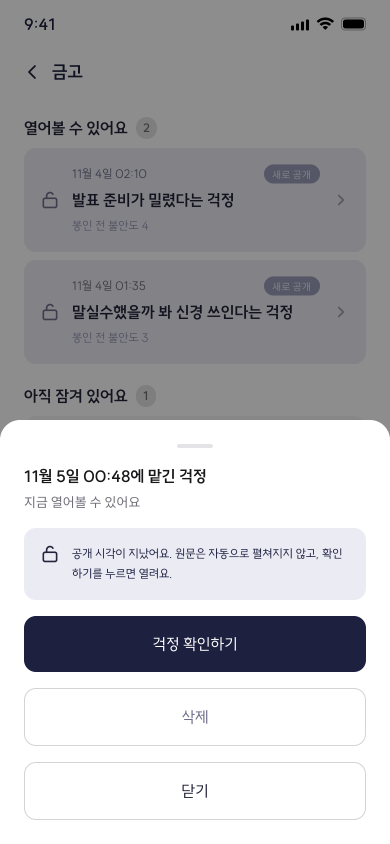 9:41
금고
열어볼 수 있어요 2
11월 4일 02:10
새로 공개
발표 준비가 밀렸다는 걱정
봉인 전 불안도 4
11월 4일 01:35
새로 공개
말실수했을까 봐 신경 쓰인다는 걱정
봉인 전 불안도 3
아직 잠겨 있어요 1
11월 5일 00:48에 맡긴 걱정
지금 열어볼 수 있어요
공개 시각이 지났어요. 원문은 자동으로 펼쳐지지 않고, 확인
하기를 누르면 열려요.
걱정 확인하기
삭제
닫기